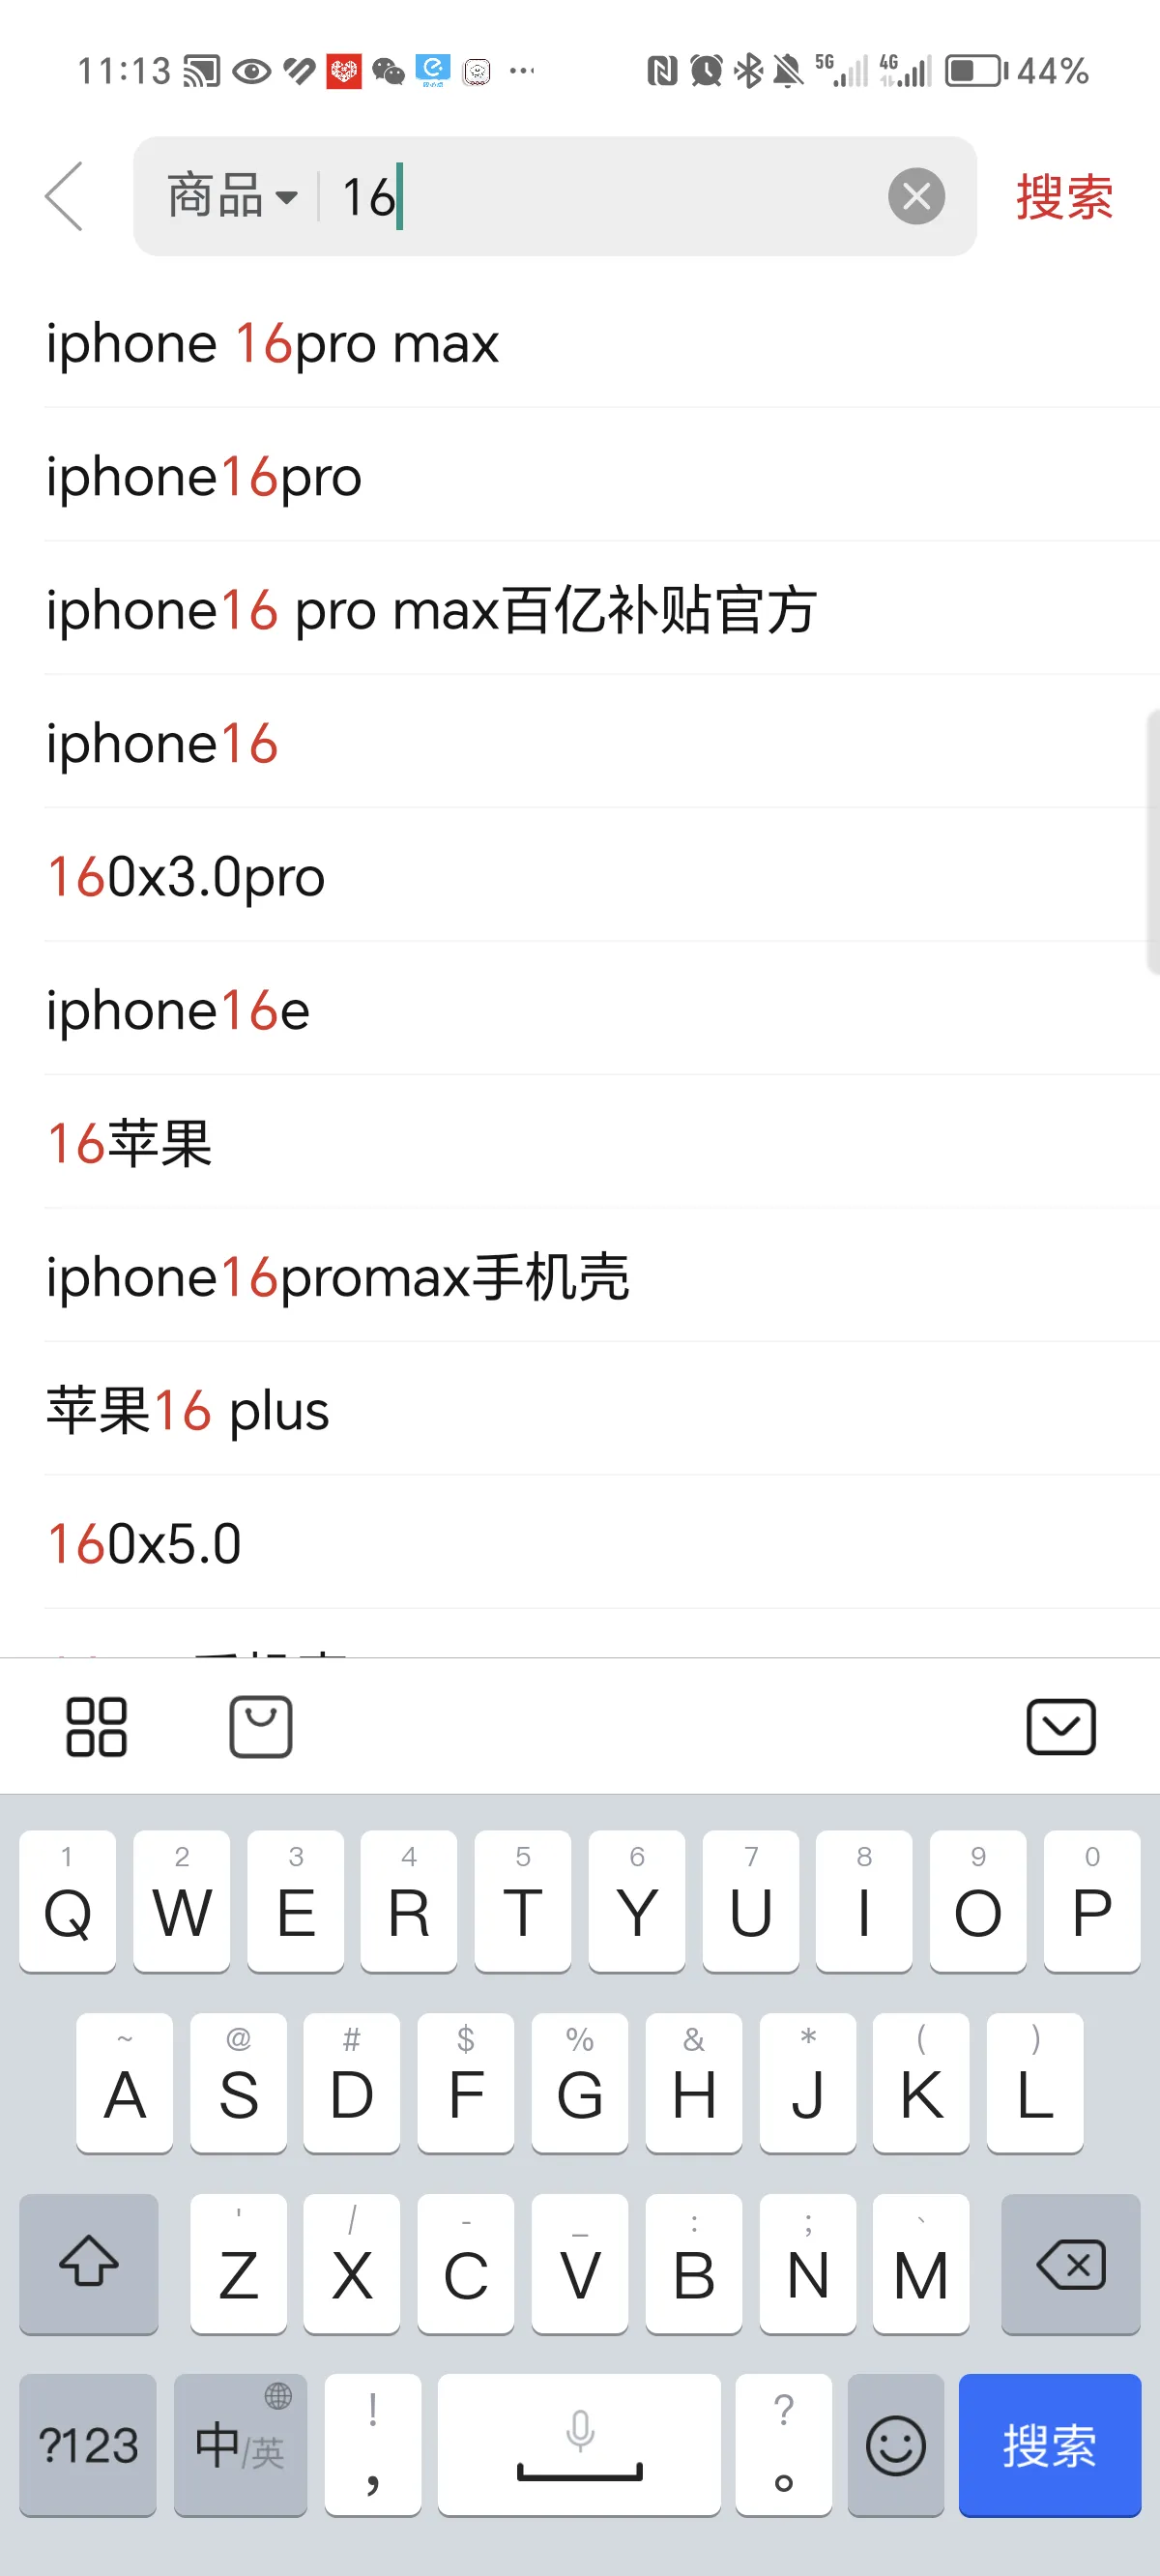 11:13 5G 4G 44%
商品 16 搜索
iphone 16pro max
iphone16pro
iphone16 pro max百亿补贴官方
iphone16
160x3.0pro
iphone16e
16苹果
iphone16promax手机壳
苹果16 plus
160x5.0
1 2 3 4 5 6 7 8 9 0
Q W E R T Y U I O P
~ @ # $ % & * ( )
A S D F G H J K L
' / - _ : ; 、
Z X C V B N M
! ?
?123 中/英 , 。 搜索